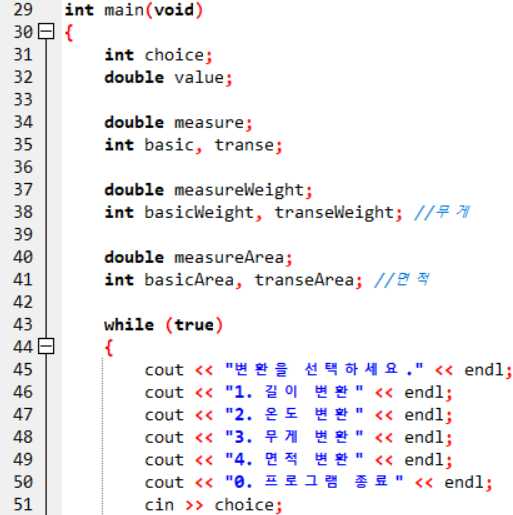 29 int main(void)
30 {
31 int choice;
32 double value;
33
34 double measure;
35 int basic, transe;
36
37 double measureWeight;
38 int basicWeight, transeWeight; //무게
39
40 double measureArea;
41 int basicArea, transeArea; //면적
42
43 while (true)
44 {
45 cout << "변환을 선택하세요." << endl;
46 cout << "1. 길이 변환" << endl;
47 cout << "2. 온도 변환" << endl;
48 cout << "3. 무게 변환" << endl;
49 cout << "4. 면적 변환" << endl;
50 cout << "0. 프로그램 종료" << endl;
51 cin >> choice;